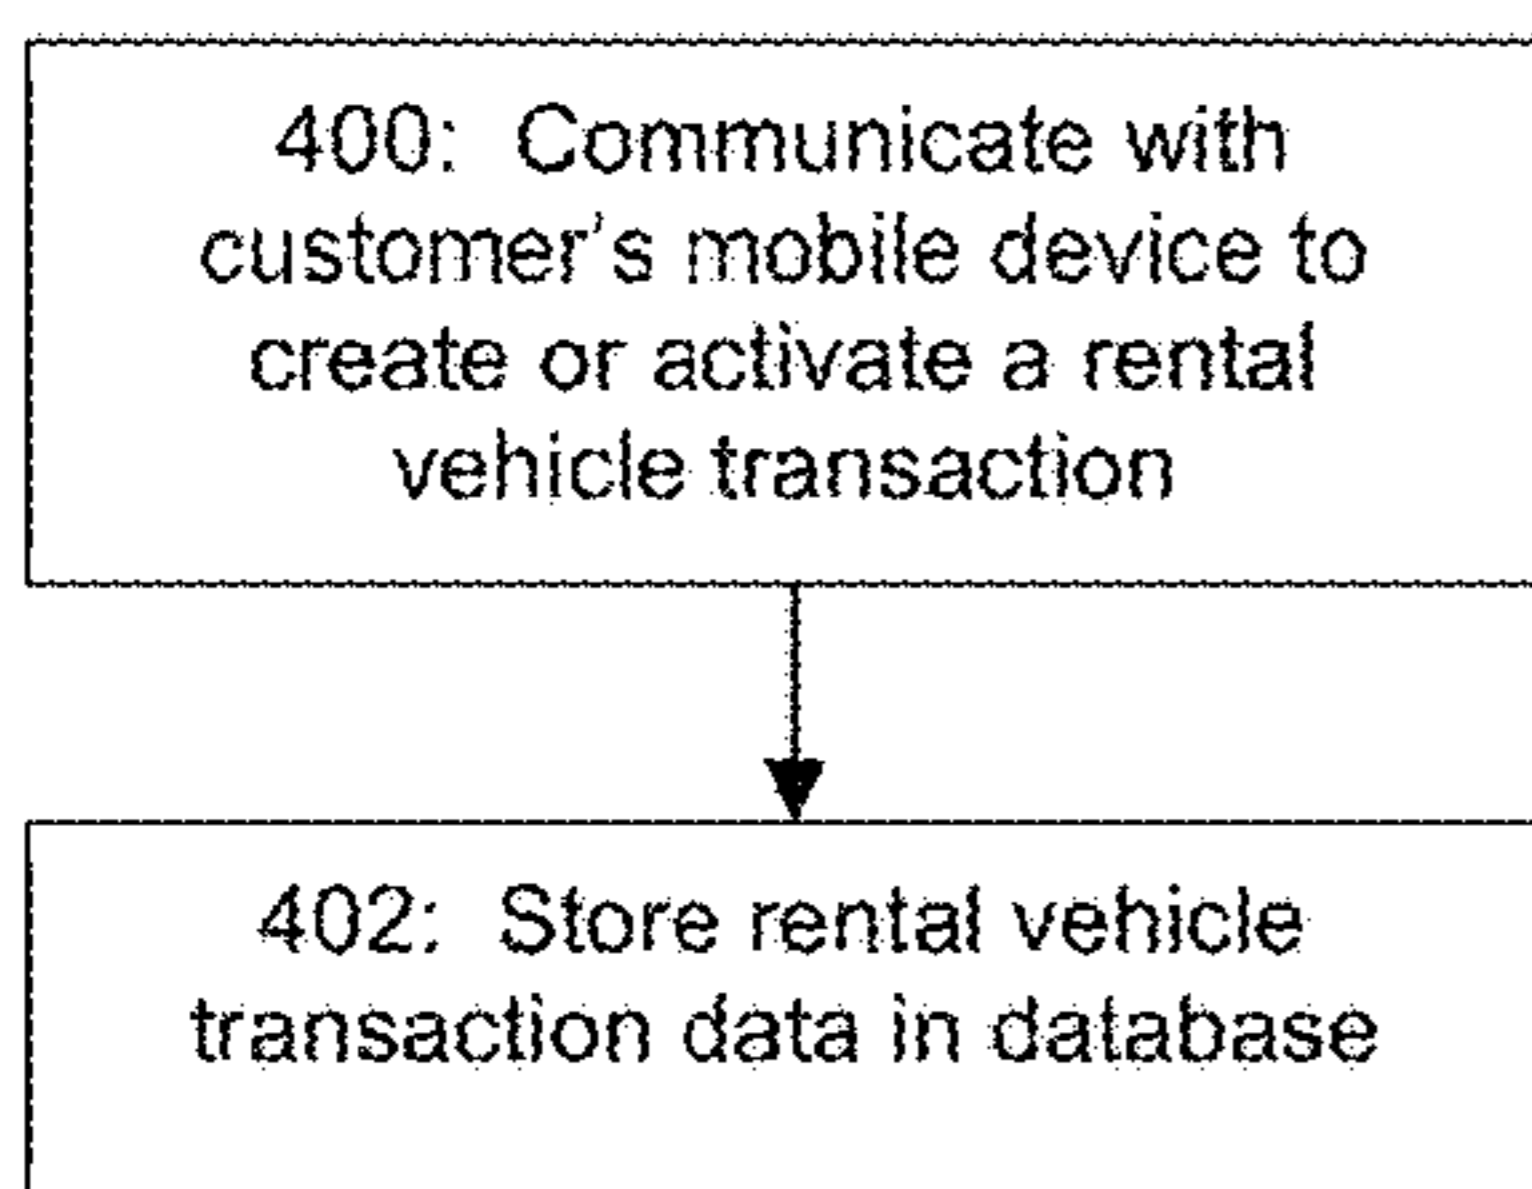 400: Communicate with
customer's mobile device to
create or activate a rental
vehicle transaction
402: Store rental vehicle
transaction data in database